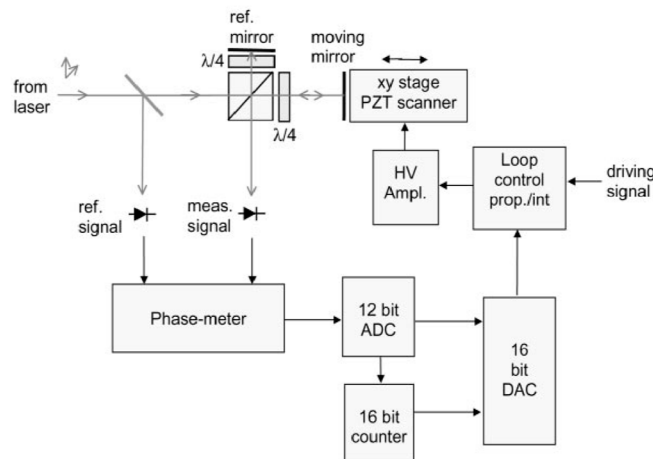 ref.
mirror
moving
mirror
λ/4
xy stage
PZT scanner
from
laser
λ/4
HV
Ampl.
Loop
control
prop./int
driving
signal
ref.
signal
meas.
signal
Phase-meter
12 bit
ADC
16
bit
DAC
16 bit
counter